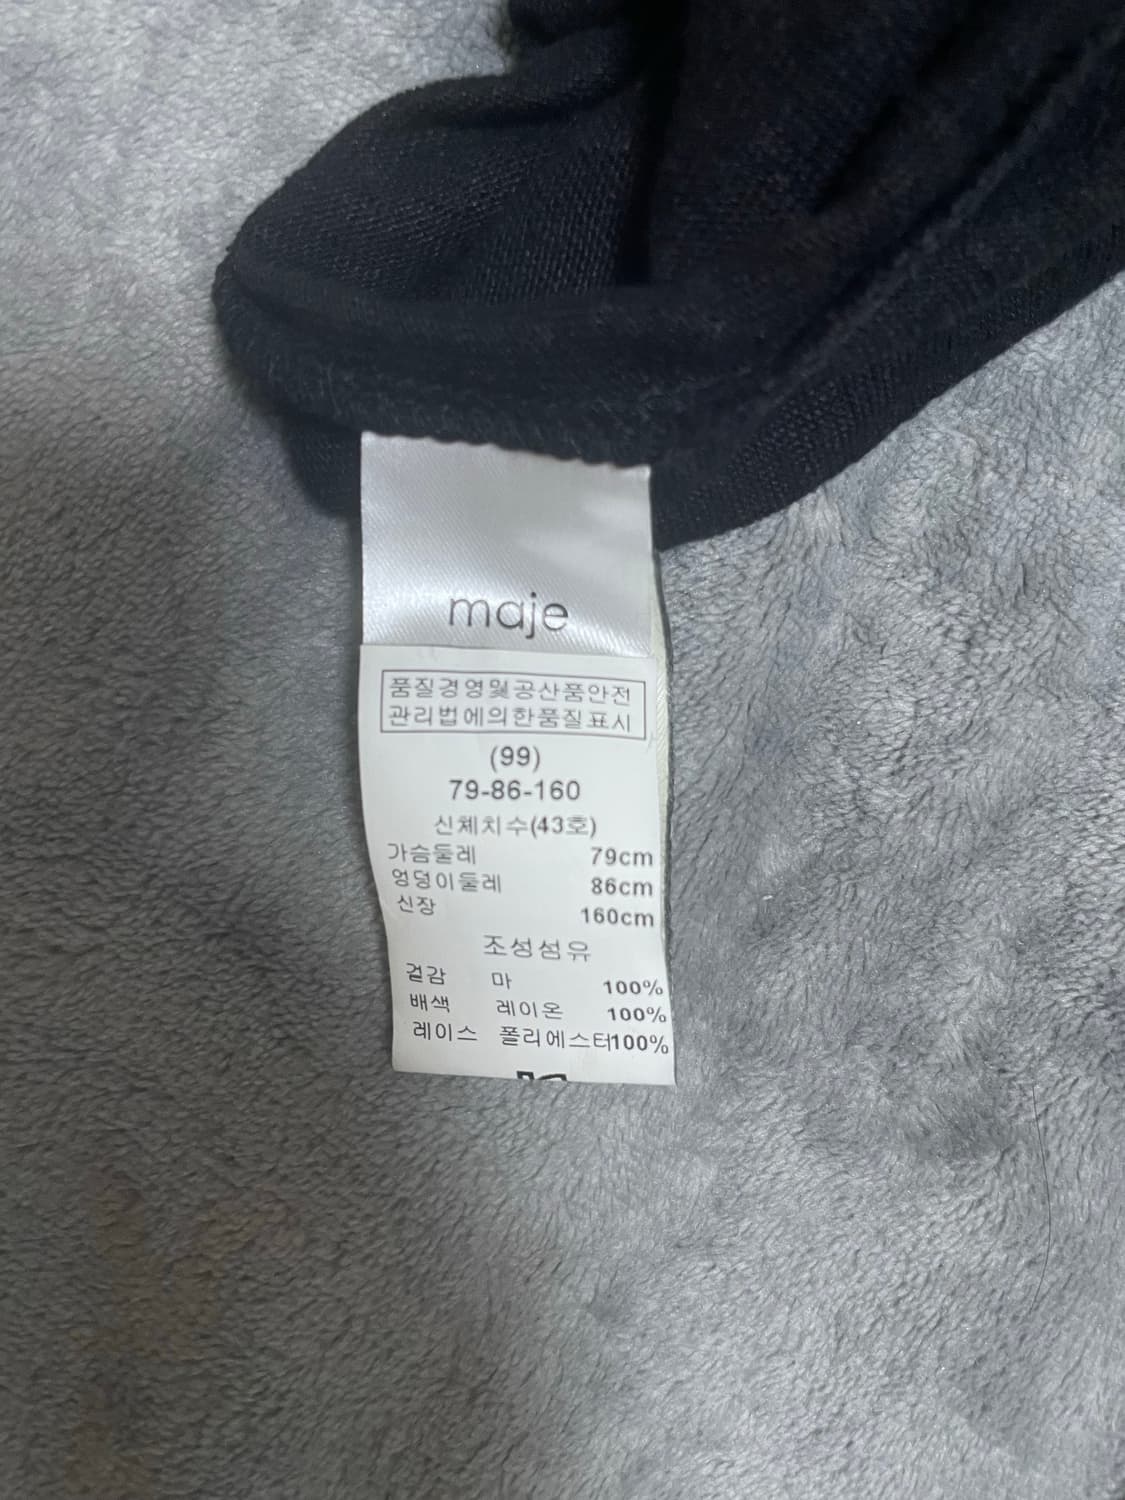 maje
품질경영및공산품안전
관리법에의한품질표시
(99)
79-86-160
신체치수(43호)
가슴둘레 79cm
엉덩이둘레 86cm
신장 160cm
조성섬유
겉감 마 100%
배색 레이온 100%
레이스 폴리에스터100%